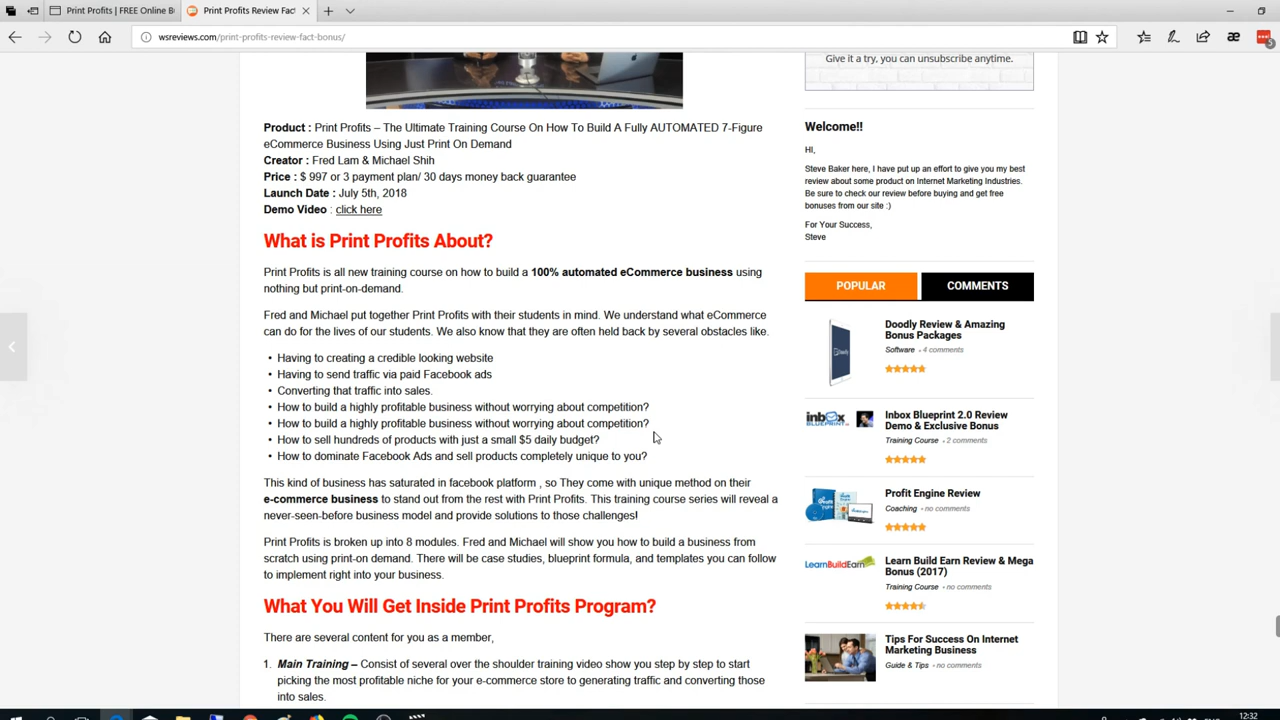 Print Profits | FREE Online B
Print Profits Review Fact
wsreviews.com/print-profits-review-fact-bonus/
Product : Print Profits – The Ultimate Training Course On How To Build A Fully AUTOMATED 7-Figure
eCommerce Business Using Just Print On Demand
Creator : Fred Lam & Michael Shih
Price : $ 997 or 3 payment plan/ 30 days money back guarantee
Launch Date : July 5th, 2018
Demo Video : click here
What is Print Profits About?
Print Profits is all new training course on how to build a 100% automated eCommerce business using
nothing but print-on-demand.
Fred and Michael put together Print Profits with their students in mind. We understand what eCommerce
can do for the lives of our students. We also know that they are often held back by several obstacles like.
• Having to creating a credible looking website
• Having to send traffic via paid Facebook ads
• Converting that traffic into sales.
• How to build a highly profitable business without worrying about competition?
• How to build a highly profitable business without worrying about competition?
• How to sell hundreds of products with just a small $5 daily budget?
• How to dominate Facebook Ads and sell products completely unique to you?
This kind of business has saturated in facebook platform , so They come with unique method on their
e-commerce business to stand out from the rest with Print Profits. This training course series will reveal a
never-seen-before business model and provide solutions to those challenges!
Print Profits is broken up into 8 modules. Fred and Michael will show you how to build a business from
scratch using print-on demand. There will be case studies, blueprint formula, and templates you can follow
to implement right into your business.
What You Will Get Inside Print Profits Program?
There are several content for you as a member,
1. Main Training – Consist of several over the shoulder training video show you step by step to start
picking the most profitable niche for your e-commerce store to generating traffic and converting those
into sales.
Give it a try, you can unsubscribe anytime.
Welcome!!
HI,
Steve Baker here, I have put up an effort to give you my best
review about some product on Internet Marketing Industries.
Be sure to check our review before buying and get free
bonuses from our site :)
For Your Success,
Steve
POPULAR
COMMENTS
Doodly Review & Amazing
Bonus Packages
Software • 4 comments
Inbox Blueprint 2.0 Review
Demo & Exclusive Bonus
Training Course • 2 comments
Profit Engine Review
Coaching • no comments
LearnBuildEarn
Learn Build Earn Review & Mega
Bonus (2017)
Training Course • no comments
Tips For Success On Internet
Marketing Business
Guide & Tips • no comments
12:32